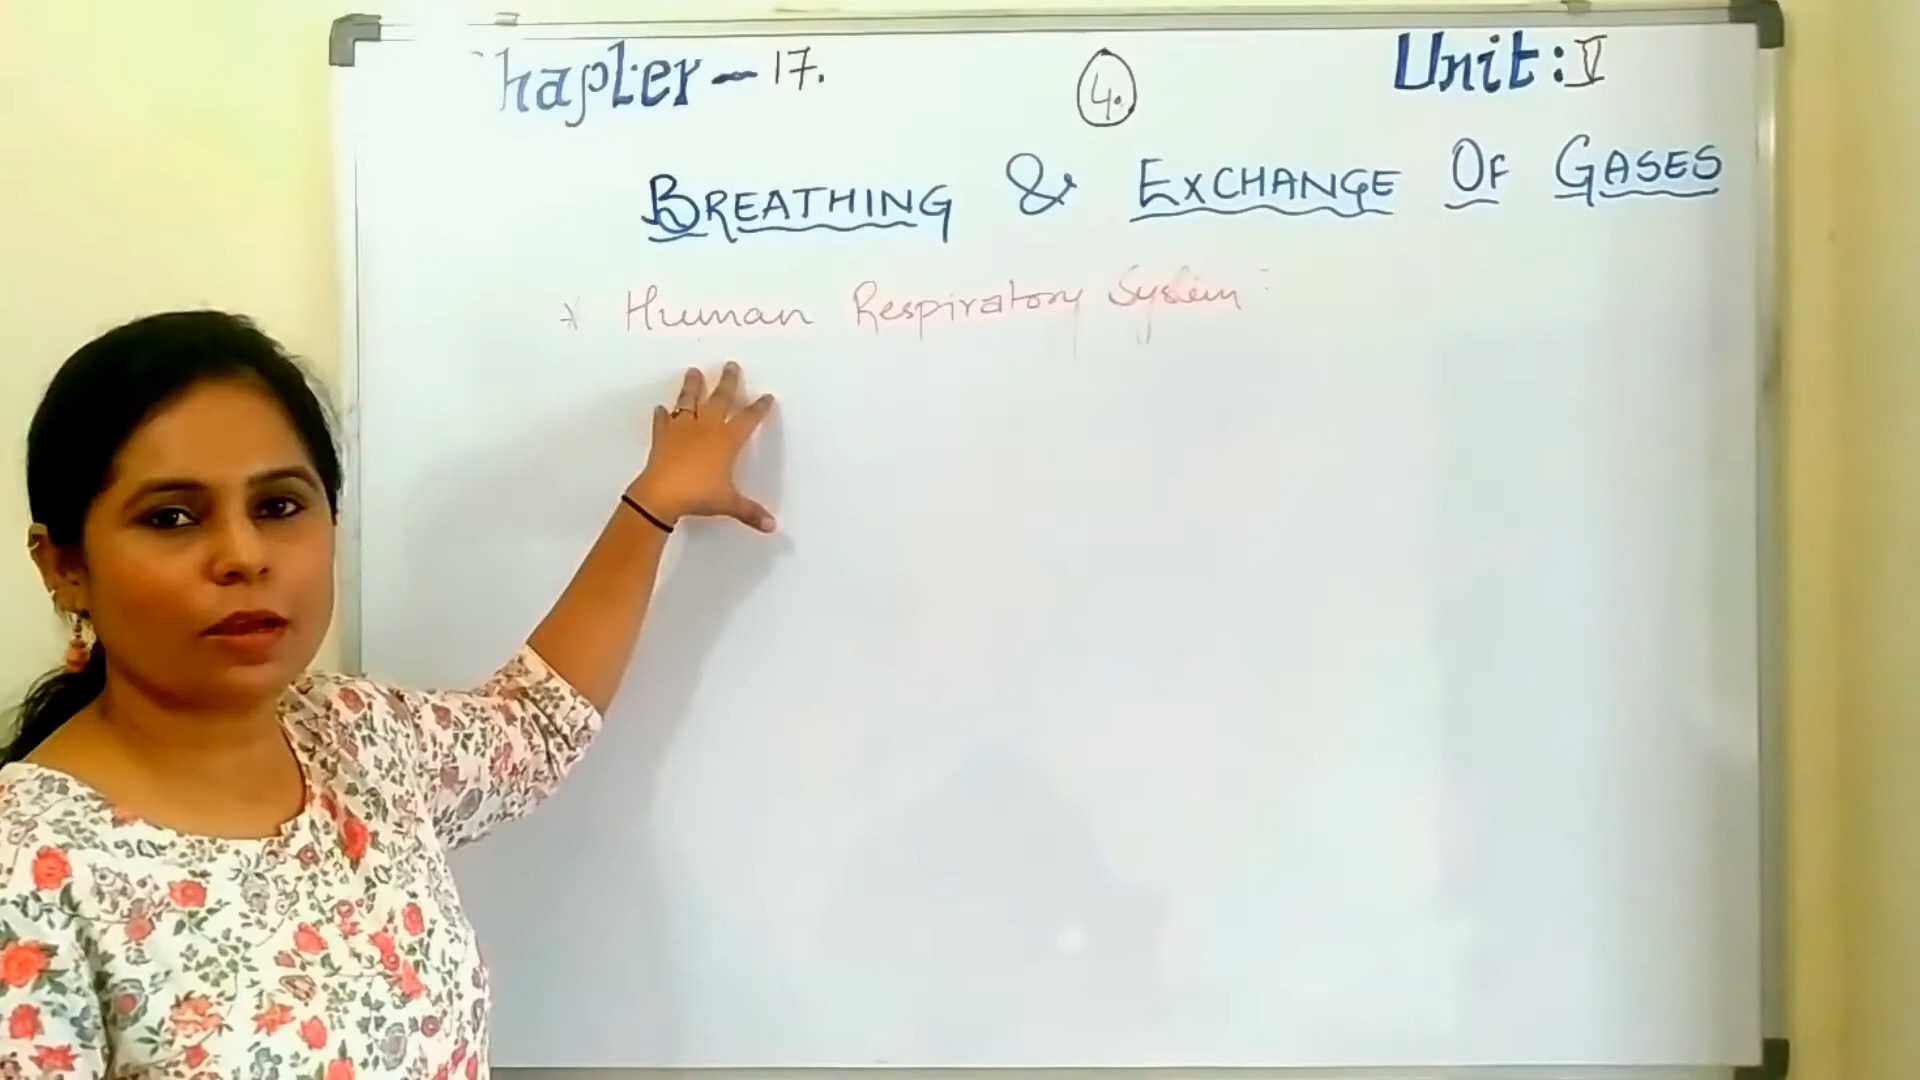 Chapter - 17.
4.
Unit: V
BREATHING & EXCHANGE OF GASES
Human Respiratory System: